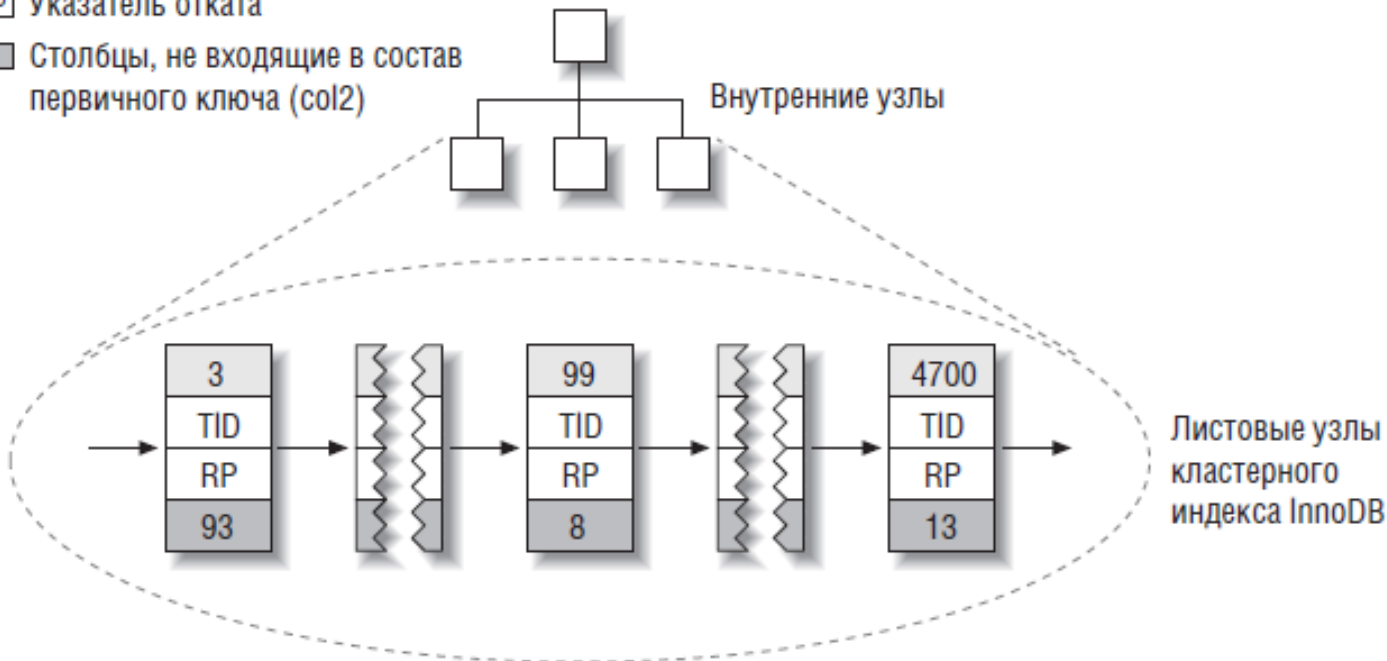 Указатель отката
Столбцы, не входящие в состав
первичного ключа (col2)
Внутренние узлы
3
99
4700
TID
TID
TID
RP
RP
RP
93
8
13
Листовые узлы
кластерного
индекса InnoDB